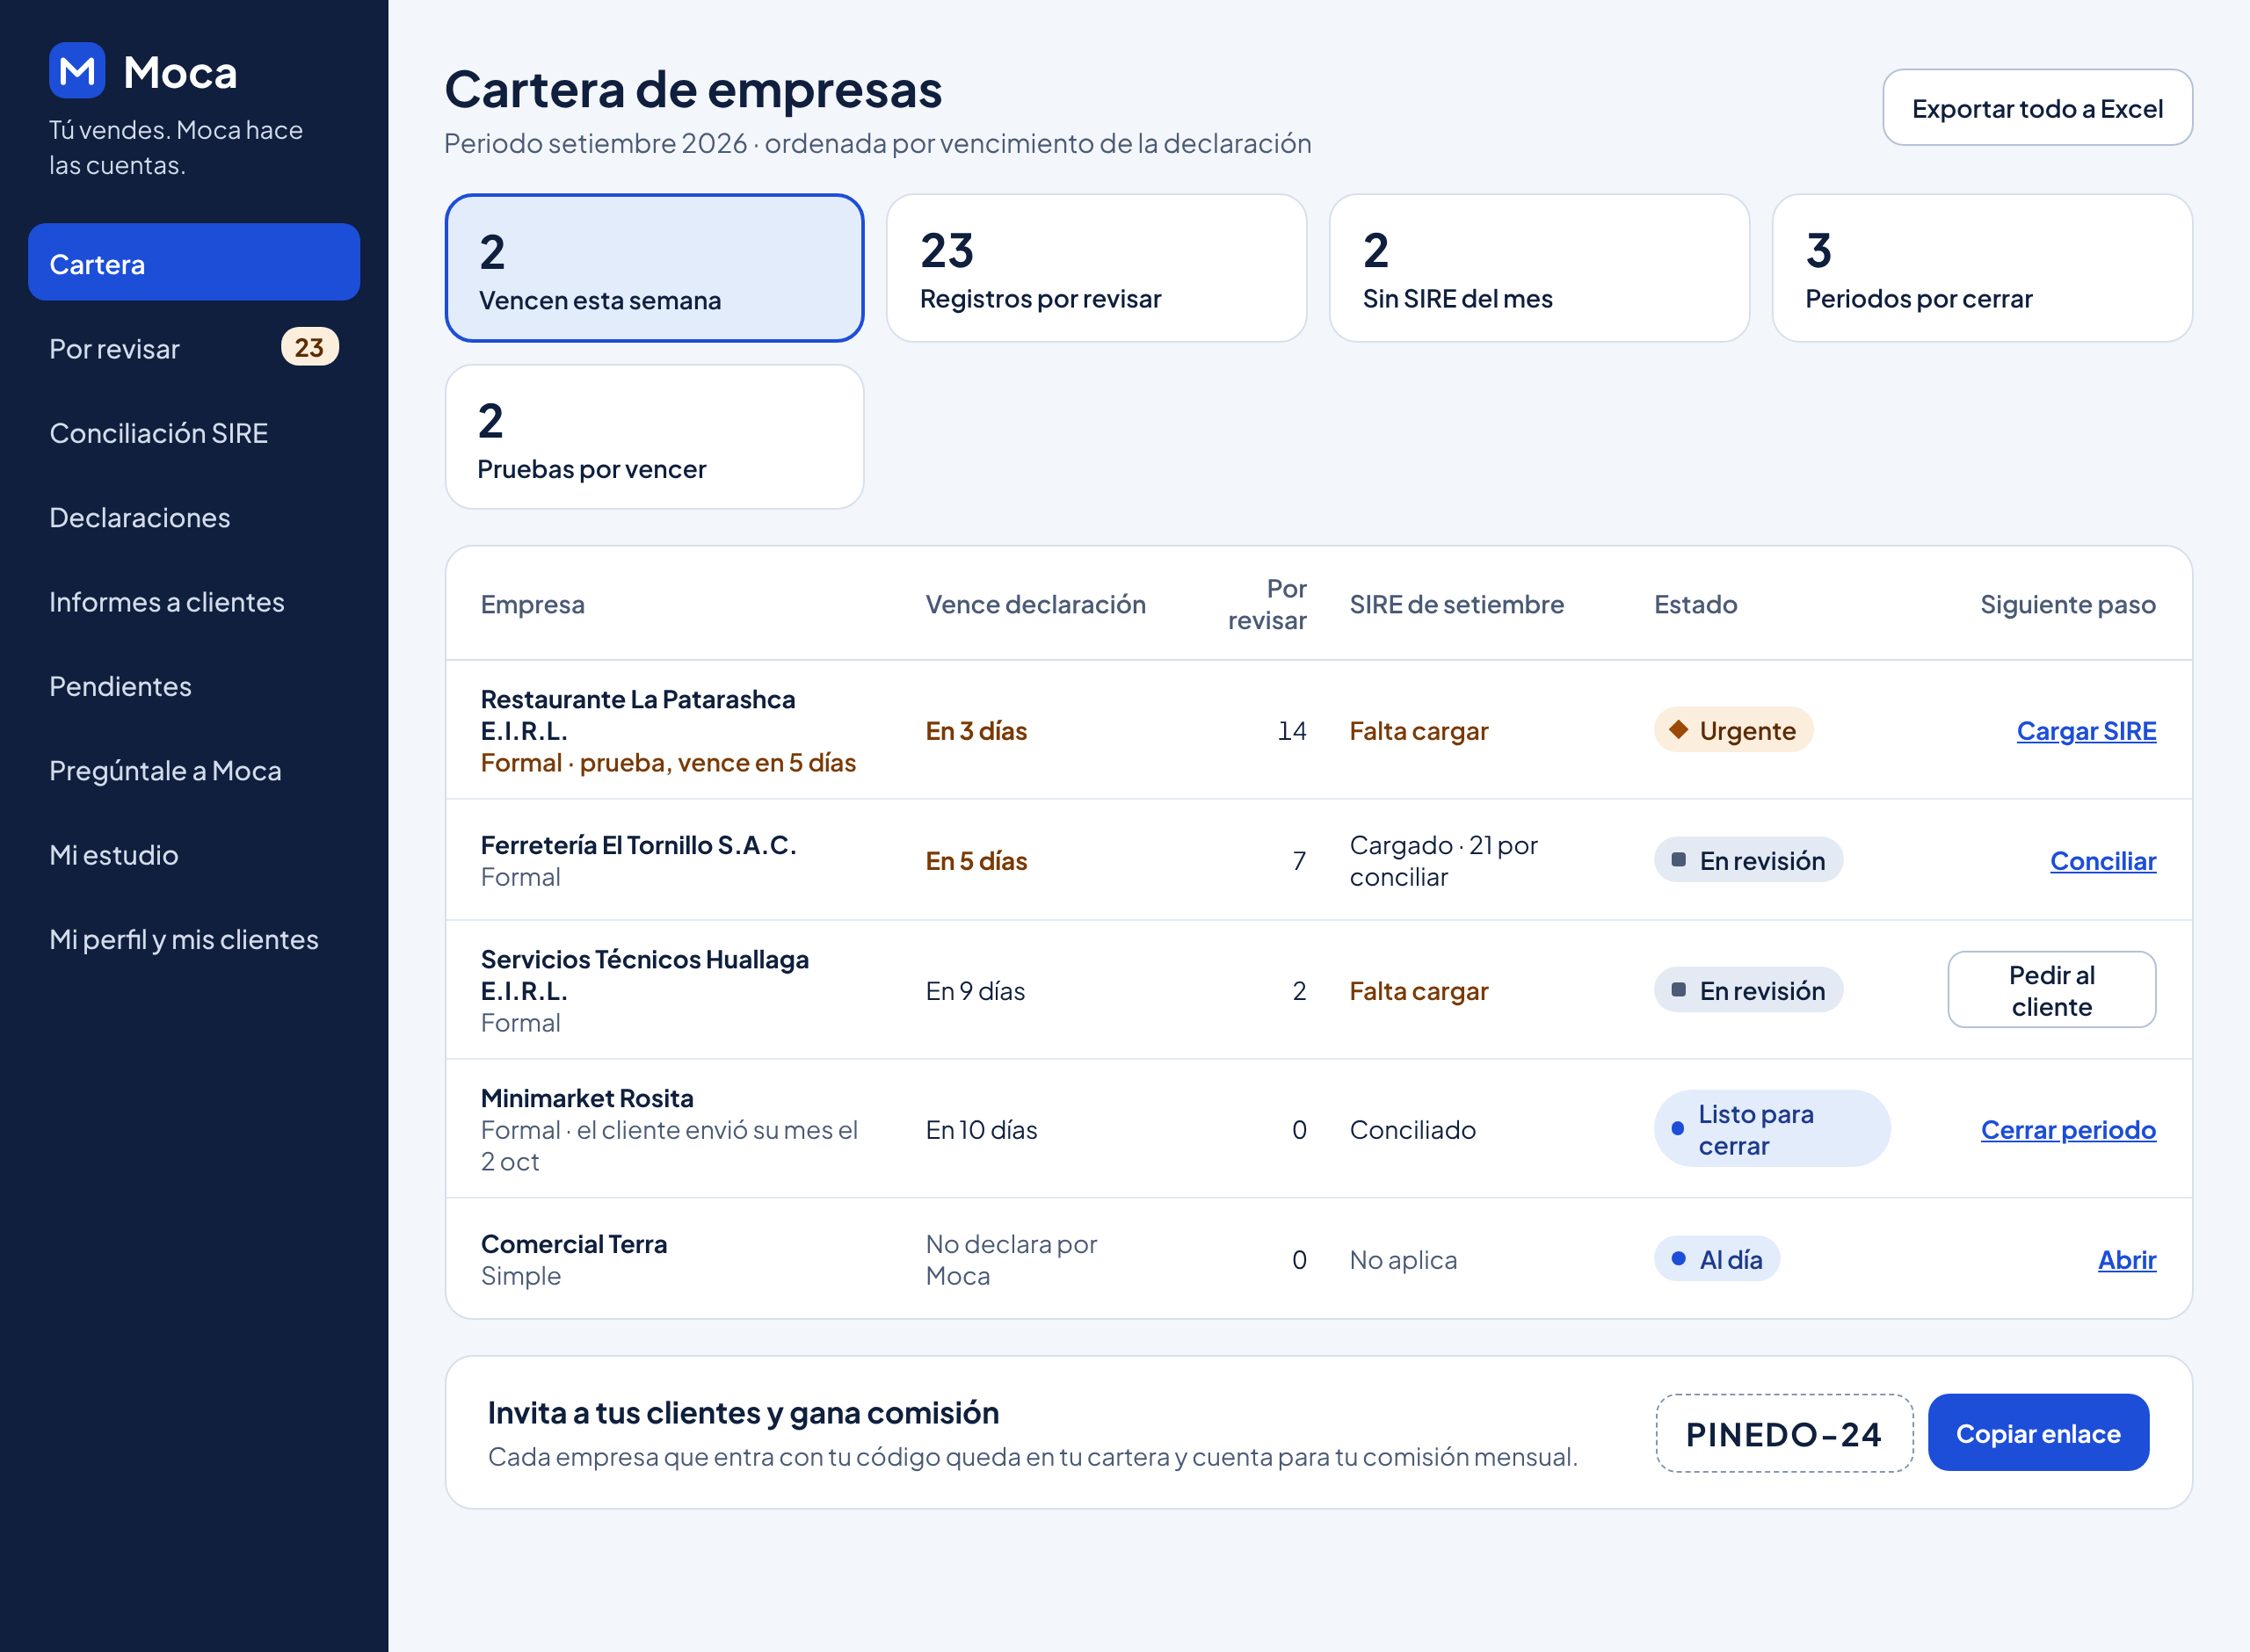 M Moca
Tú vendes. Moca hace
las cuentas.
Cartera
Por revisar 23
Conciliación SIRE
Declaraciones
Informes a clientes
Pendientes
Pregúntale a Moca
Mi estudio
Mi perfil y mis clientes
Cartera de empresas
Periodo setiembre 2026 · ordenada por vencimiento de la declaración
Exportar todo a Excel
2
Vencen esta semana
23
Registros por revisar
2
Sin SIRE del mes
3
Periodos por cerrar
2
Pruebas por vencer
Empresa
Vence declaración
Por
revisar
SIRE de setiembre
Estado
Siguiente paso
Restaurante La Patarashca
E.I.R.L.
Formal · prueba, vence en 5 días
En 3 días
14
Falta cargar
Urgente
Cargar SIRE
Ferretería El Tornillo S.A.C.
Formal
En 5 días
7
Cargado · 21 por
conciliar
En revisión
Conciliar
Servicios Técnicos Huallaga
E.I.R.L.
Formal
En 9 días
2
Falta cargar
En revisión
Pedir al
cliente
Minimarket Rosita
Formal · el cliente envió su mes el
2 oct
En 10 días
0
Conciliado
Listo para
cerrar
Cerrar periodo
Comercial Terra
Simple
No declara por
Moca
0
No aplica
Al día
Abrir
Invita a tus clientes y gana comisión
Cada empresa que entra con tu código queda en tu cartera y cuenta para tu comisión mensual.
PINEDO-24
Copiar enlace